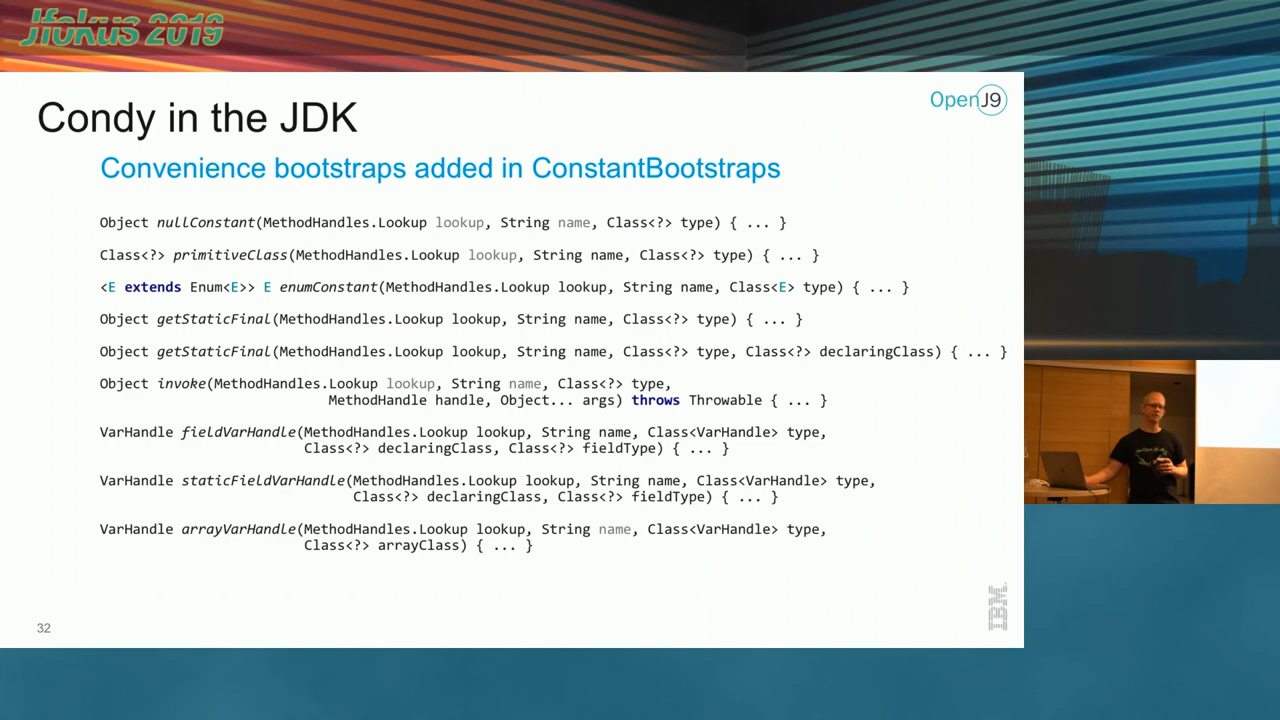 Jfokus 2019
OpenJ9
Condy in the JDK
Convenience bootstraps added in ConstantBootstraps
Object nullConstant(MethodHandles.Lookup lookup, String name, Class<?> type) { ... }
Class<?> primitiveClass(MethodHandles.Lookup lookup, String name, Class<?> type) { ... }
<E extends Enum<E>> E enumConstant(MethodHandles.Lookup lookup, String name, Class<E> type) { ... }
Object getStaticFinal(MethodHandles.Lookup lookup, String name, Class<?> type) { ... }
Object getStaticFinal(MethodHandles.Lookup lookup, String name, Class<?> type, Class<?> declaringClass) { ... }
Object invoke(MethodHandles.Lookup lookup, String name, Class<?> type,
MethodHandle handle, Object... args) throws Throwable { ... }
VarHandle fieldVarHandle(MethodHandles.Lookup lookup, String name, Class<VarHandle> type,
Class<?> declaringClass, Class<?> fieldType) { ... }
VarHandle staticFieldVarHandle(MethodHandles.Lookup lookup, String name, Class<VarHandle> type,
Class<?> declaringClass, Class<?> fieldType) { ... }
VarHandle arrayVarHandle(MethodHandles.Lookup lookup, String name, Class<VarHandle> type,
Class<?> arrayClass) { ... }
IBM
32